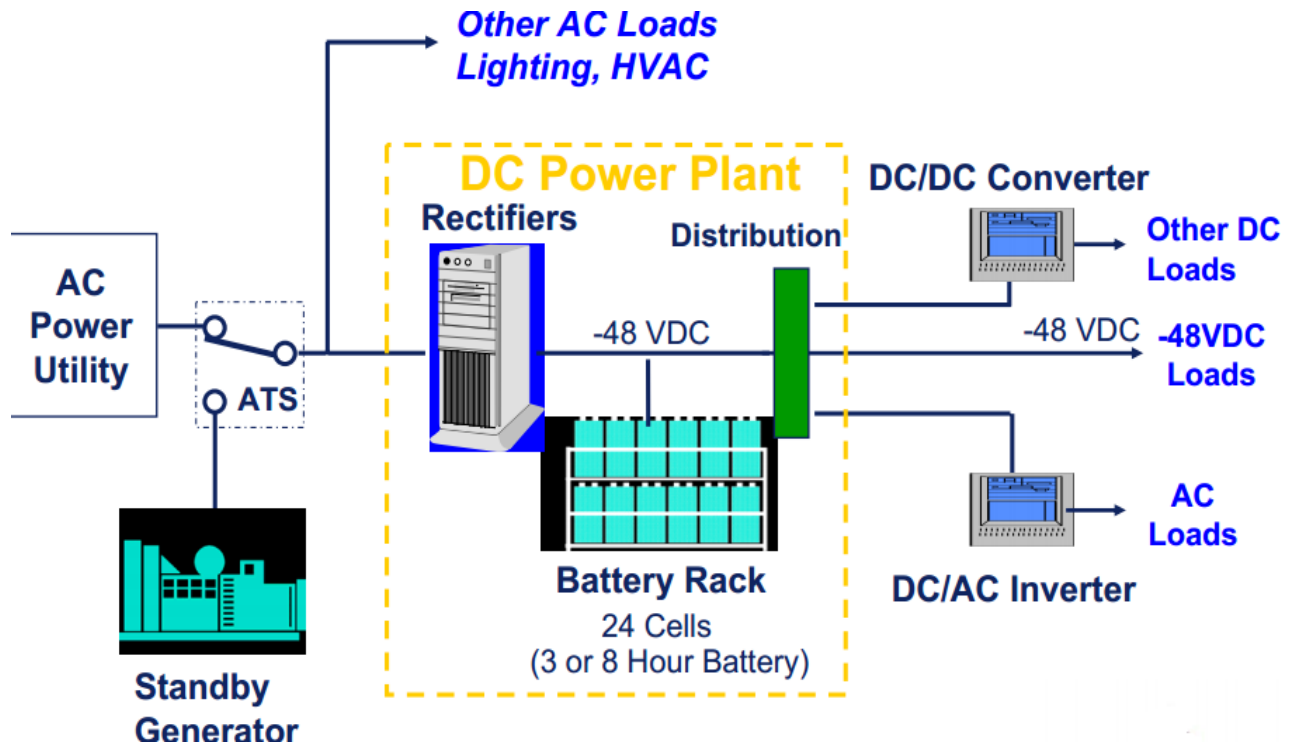 Other AC Loads
Lighting, HVAC
DC Power Plant
Rectifiers
Distribution
DC/DC Converter
Other DC
Loads
AC
Power
Utility
ATS
-48 VDC
-48 VDC
-48VDC
Loads
Battery Rack
24 Cells
(3 or 8 Hour Battery)
AC
Loads
DC/AC Inverter
Standby
Generator